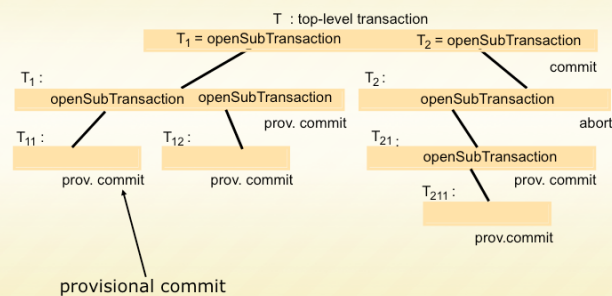 T : top-level transaction
T1 = openSubTransaction T2 = openSubTransaction
commit
T1 : T2 :
openSubTransaction openSubTransaction openSubTransaction
prov. commit abort
T11 : T12 : T21 :
openSubTransaction
prov. commit prov. commit prov. commit
T211 :
prov.commit
provisional commit